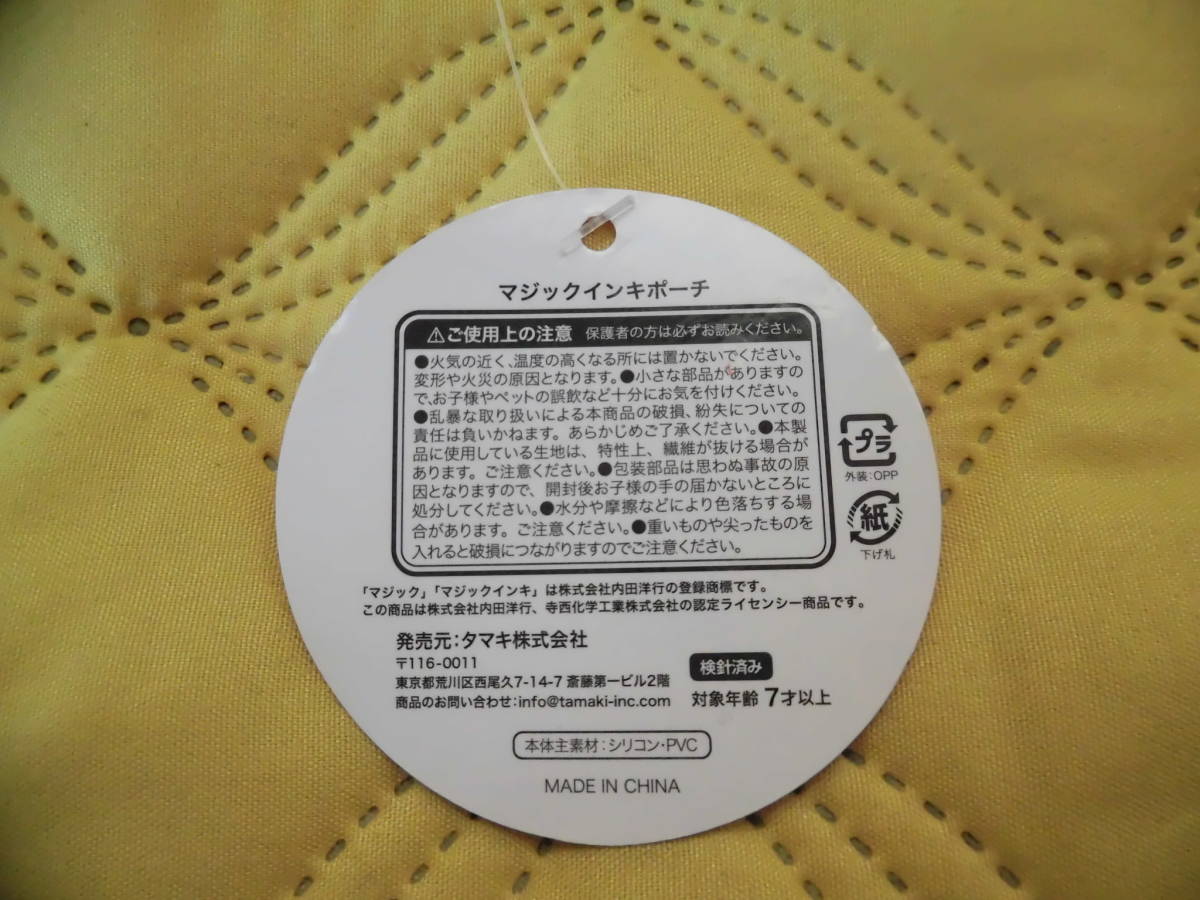 マジックインキポーチ
⚠ご使用上の注意 保護者の方は必ずお読みください。
●火気の近く、温度の高くなる所には置かないでください。
変形や火災の原因となります。●小さな部品がありますの
で、お子様やペットの誤飲など十分にお気を付けください。
●乱暴な取り扱いによる本商品の破損、紛失についての
責任は負いかねます。あらかじめご了承ください。●本製
品に使用している生地は、特性上、繊維が抜ける場合が
あります。ご注意ください。●包装部品は思わぬ事故の原
因となりますので、開封後お子様の手の届かないところに
処分してください。●水分や摩擦などにより色落ちする場
合があります。ご注意ください。●重いものや尖ったものを
入れると破損につながりますのでご注意ください。
プラ
外装:OPP
紙
下げ札
「マジック」「マジックインキ」は株式会社内田洋行の登録商標です。
この商品は株式会社内田洋行、寺西化学工業株式会社の認定ライセンシー商品です。
発売元:タマキ株式会社
〒116-0011
東京都荒川区西尾久7-14-7 斎藤第一ビル2階
商品のお問い合わせ:info@tamaki-inc.com
検針済み
対象年齢 7才以上
本体主素材:シリコン・PVC
MADE IN CHINA